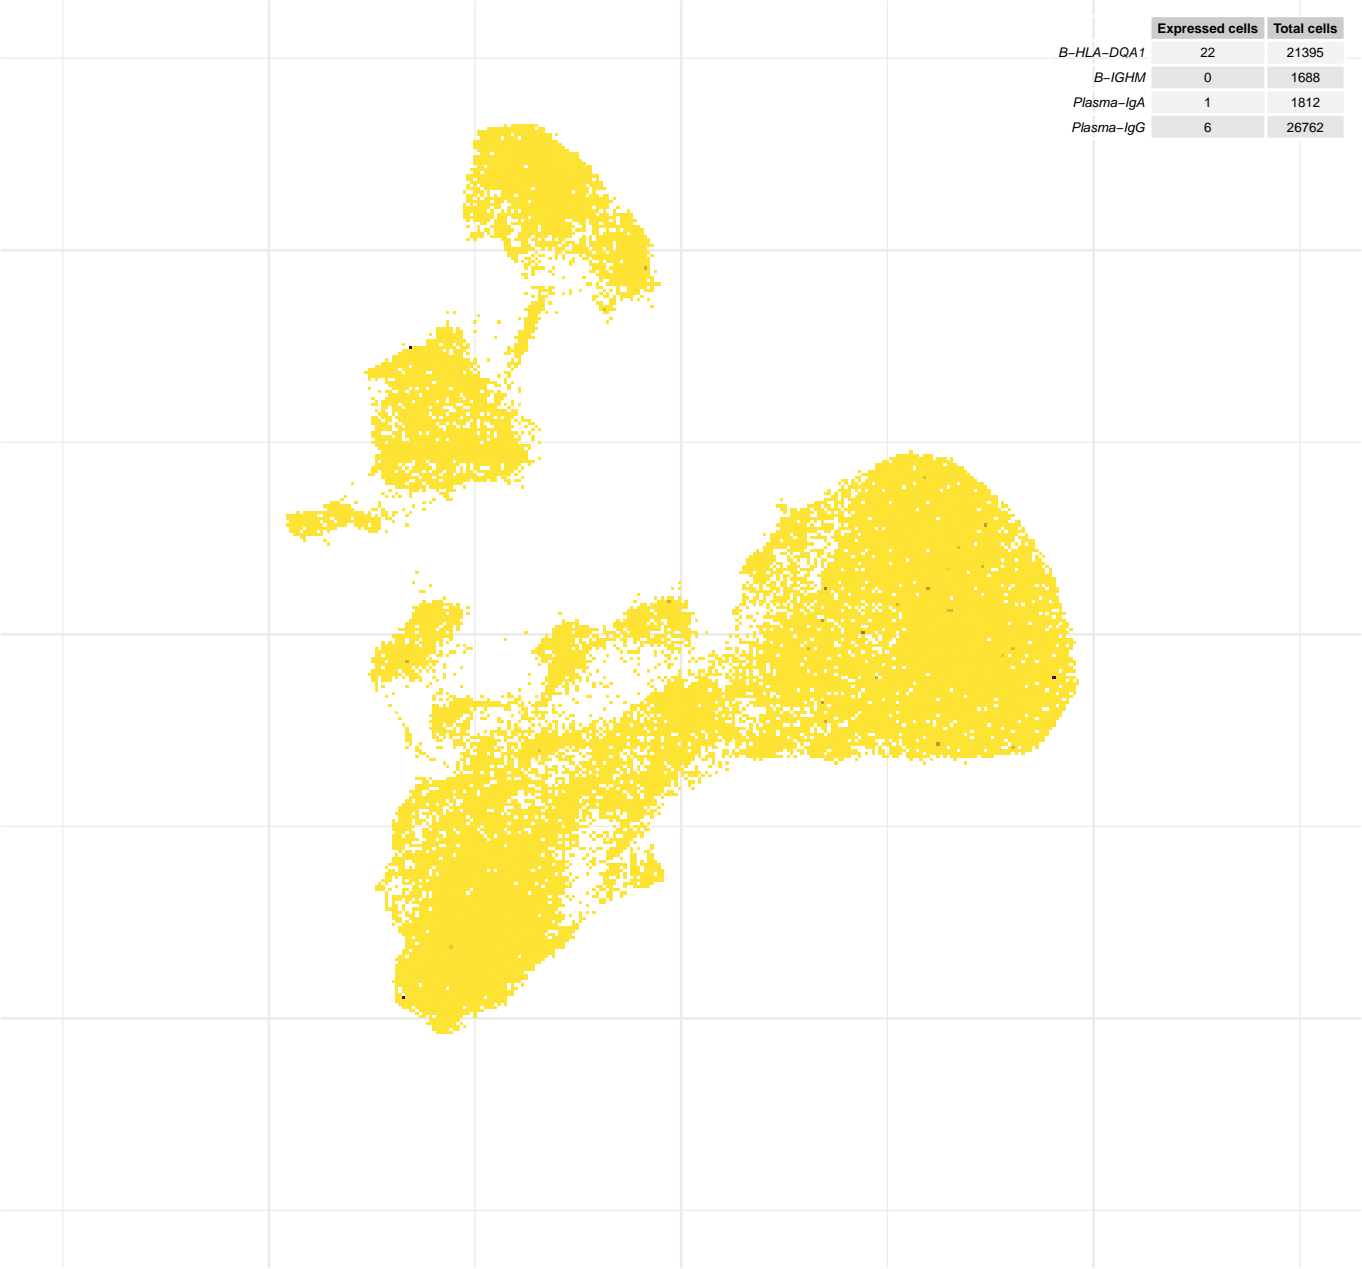 Expressed cells Total cells
B−HLA−DQA1 22 21395
B−IGHM 0 1688
Plasma−IgA 1 1812
Plasma−IgG 6 26762